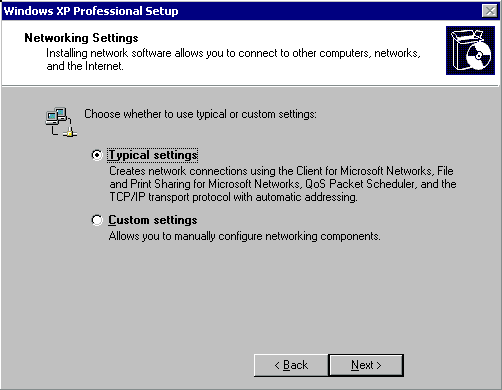 Windows XP Professional Setup
Networking Settings
Installing network software allows you to connect to other computers, networks,
and the Internet.
Choose whether to use typical or custom settings:
Typical settings
Creates network connections using the Client for Microsoft Networks, File
and Print Sharing for Microsoft Networks, QoS Packet Scheduler, and the
TCP/IP transport protocol with automatic addressing.
Custom settings
Allows you to manually configure networking components.
< Back
Next >